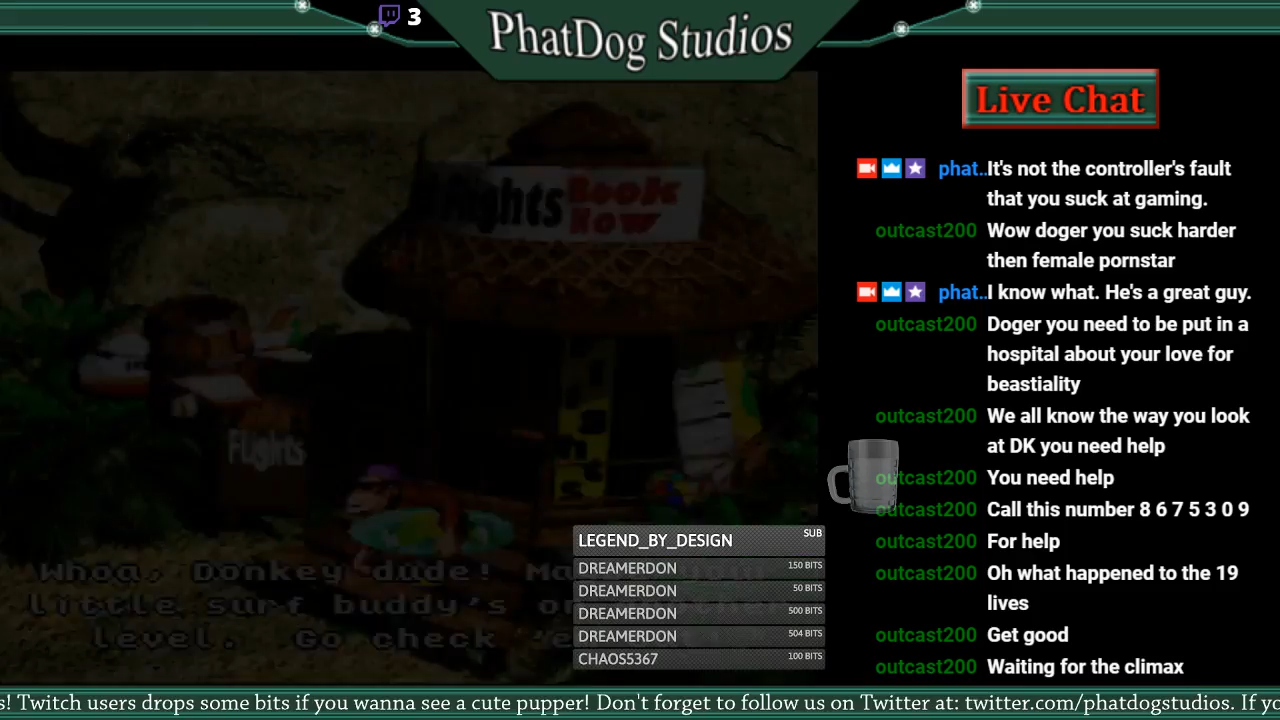 3
PhatDog Studios
Live Chat
phat..It's not the controller's fault
that you suck at gaming.
outcast200 Wow doger you suck harder
then female pornstar
phat..I know what. He's a great guy.
outcast200 Doger you need to be put in a
hospital about your love for
beastiality
outcast200 We all know the way you look
at DK you need help
outcast200 You need help
outcast200 Call this number 8 6 7 5 3 0 9
outcast200 For help
outcast200 Oh what happened to the 19
lives
outcast200 Get good
outcast200 Waiting for the climax
Flights Book
Now
Flights
Whoa, Donkey dude!
little surf buddy's
level. Go check
LEGEND_BY_DESIGN SUB
DREAMERDON 150 BITS
DREAMERDON 50 BITS
DREAMERDON 500 BITS
DREAMERDON 504 BITS
CHAOS5367 100 BITS
s! Twitch users drops some bits if you wanna see a cute pupper! Don't forget to follow us on Twitter at: twitter.com/phatdogstudios. If yo